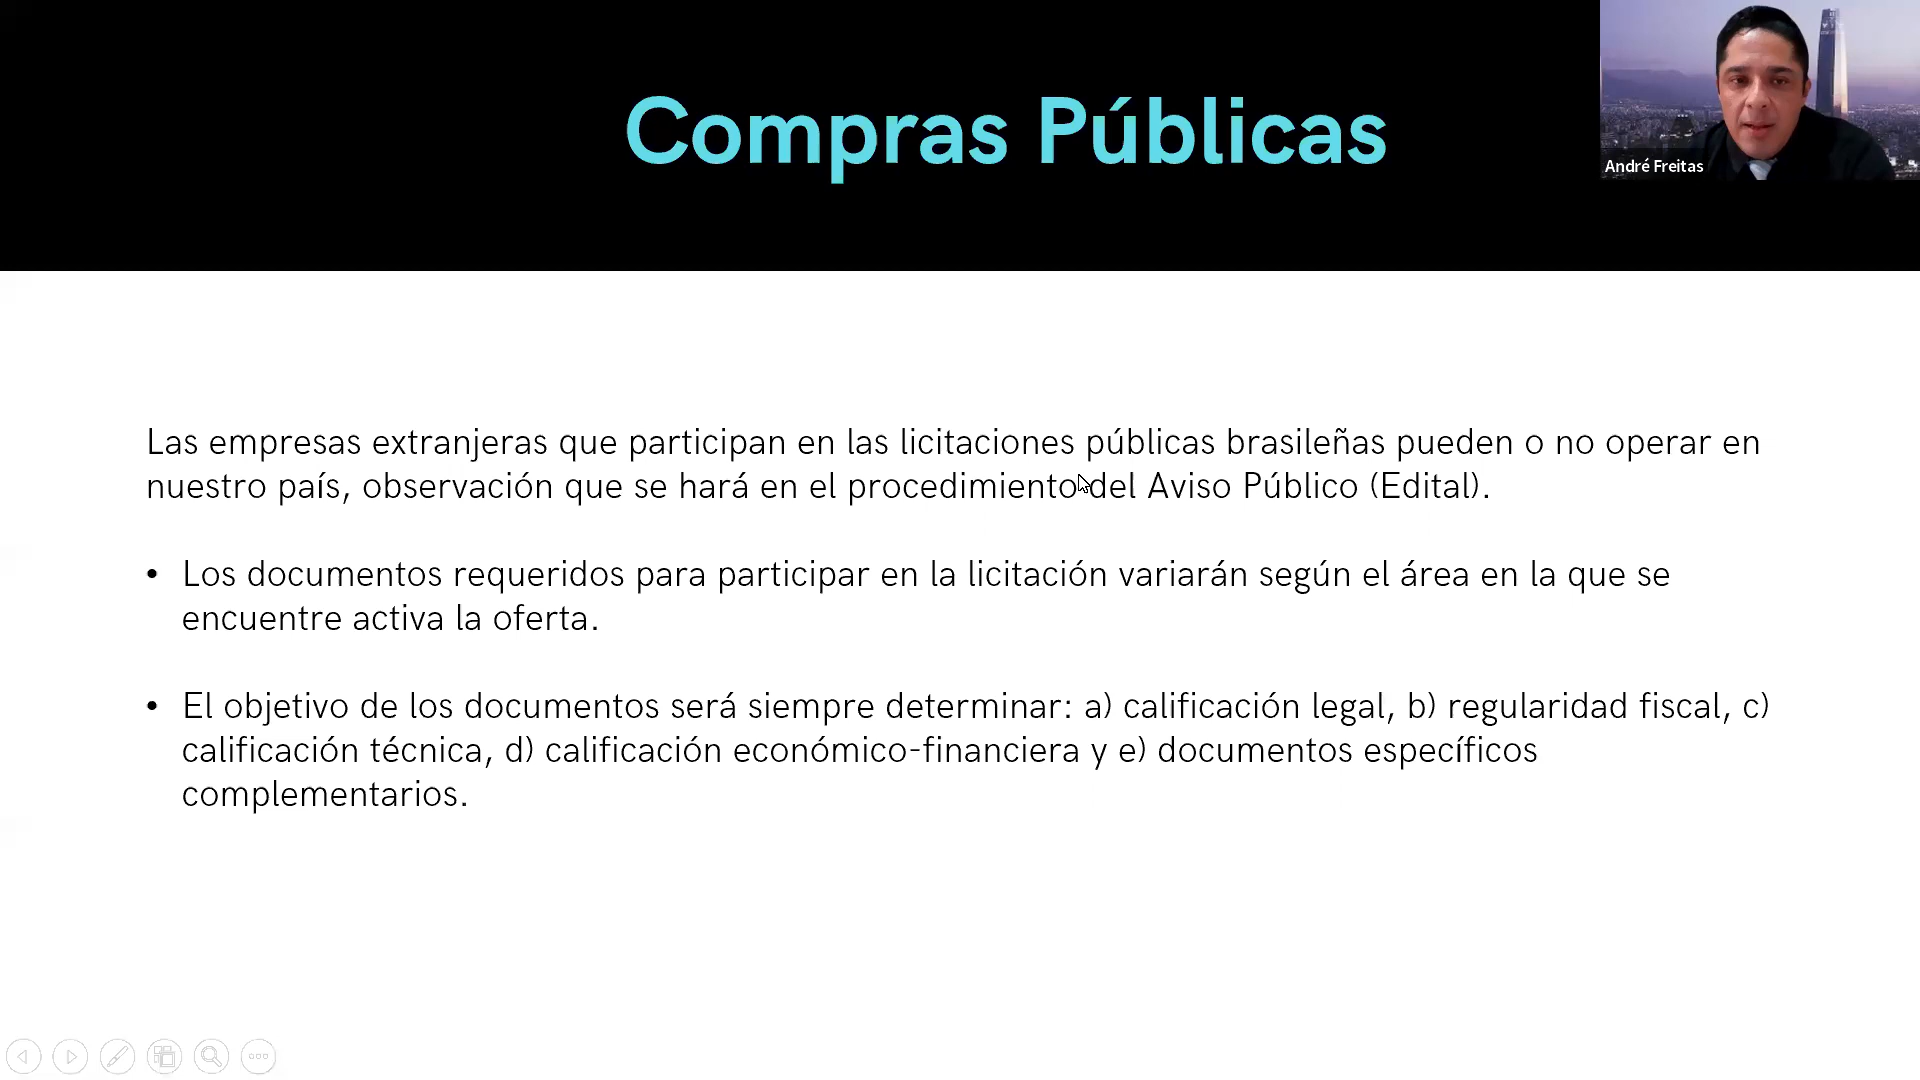 Compras Públicas
André Freitas
Las empresas extranjeras que participan en las licitaciones públicas brasileñas pueden o no operar en
nuestro país, observación que se hará en el procedimiento del Aviso Público (Edital).
• Los documentos requeridos para participar en la licitación variarán según el área en la que se
encuentre activa la oferta.
• El objetivo de los documentos será siempre determinar: a) calificación legal, b) regularidad fiscal, c)
calificación técnica, d) calificación económico-financiera y e) documentos específicos
complementarios.